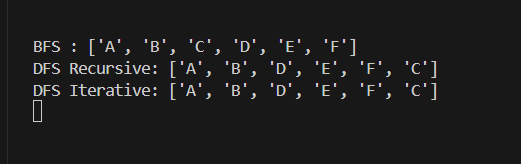 BFS : ['A', 'B', 'C', 'D', 'E', 'F']
DFS Recursive: ['A', 'B', 'D', 'E', 'F', 'C']
DFS Iterative: ['A', 'B', 'D', 'E', 'F', 'C']